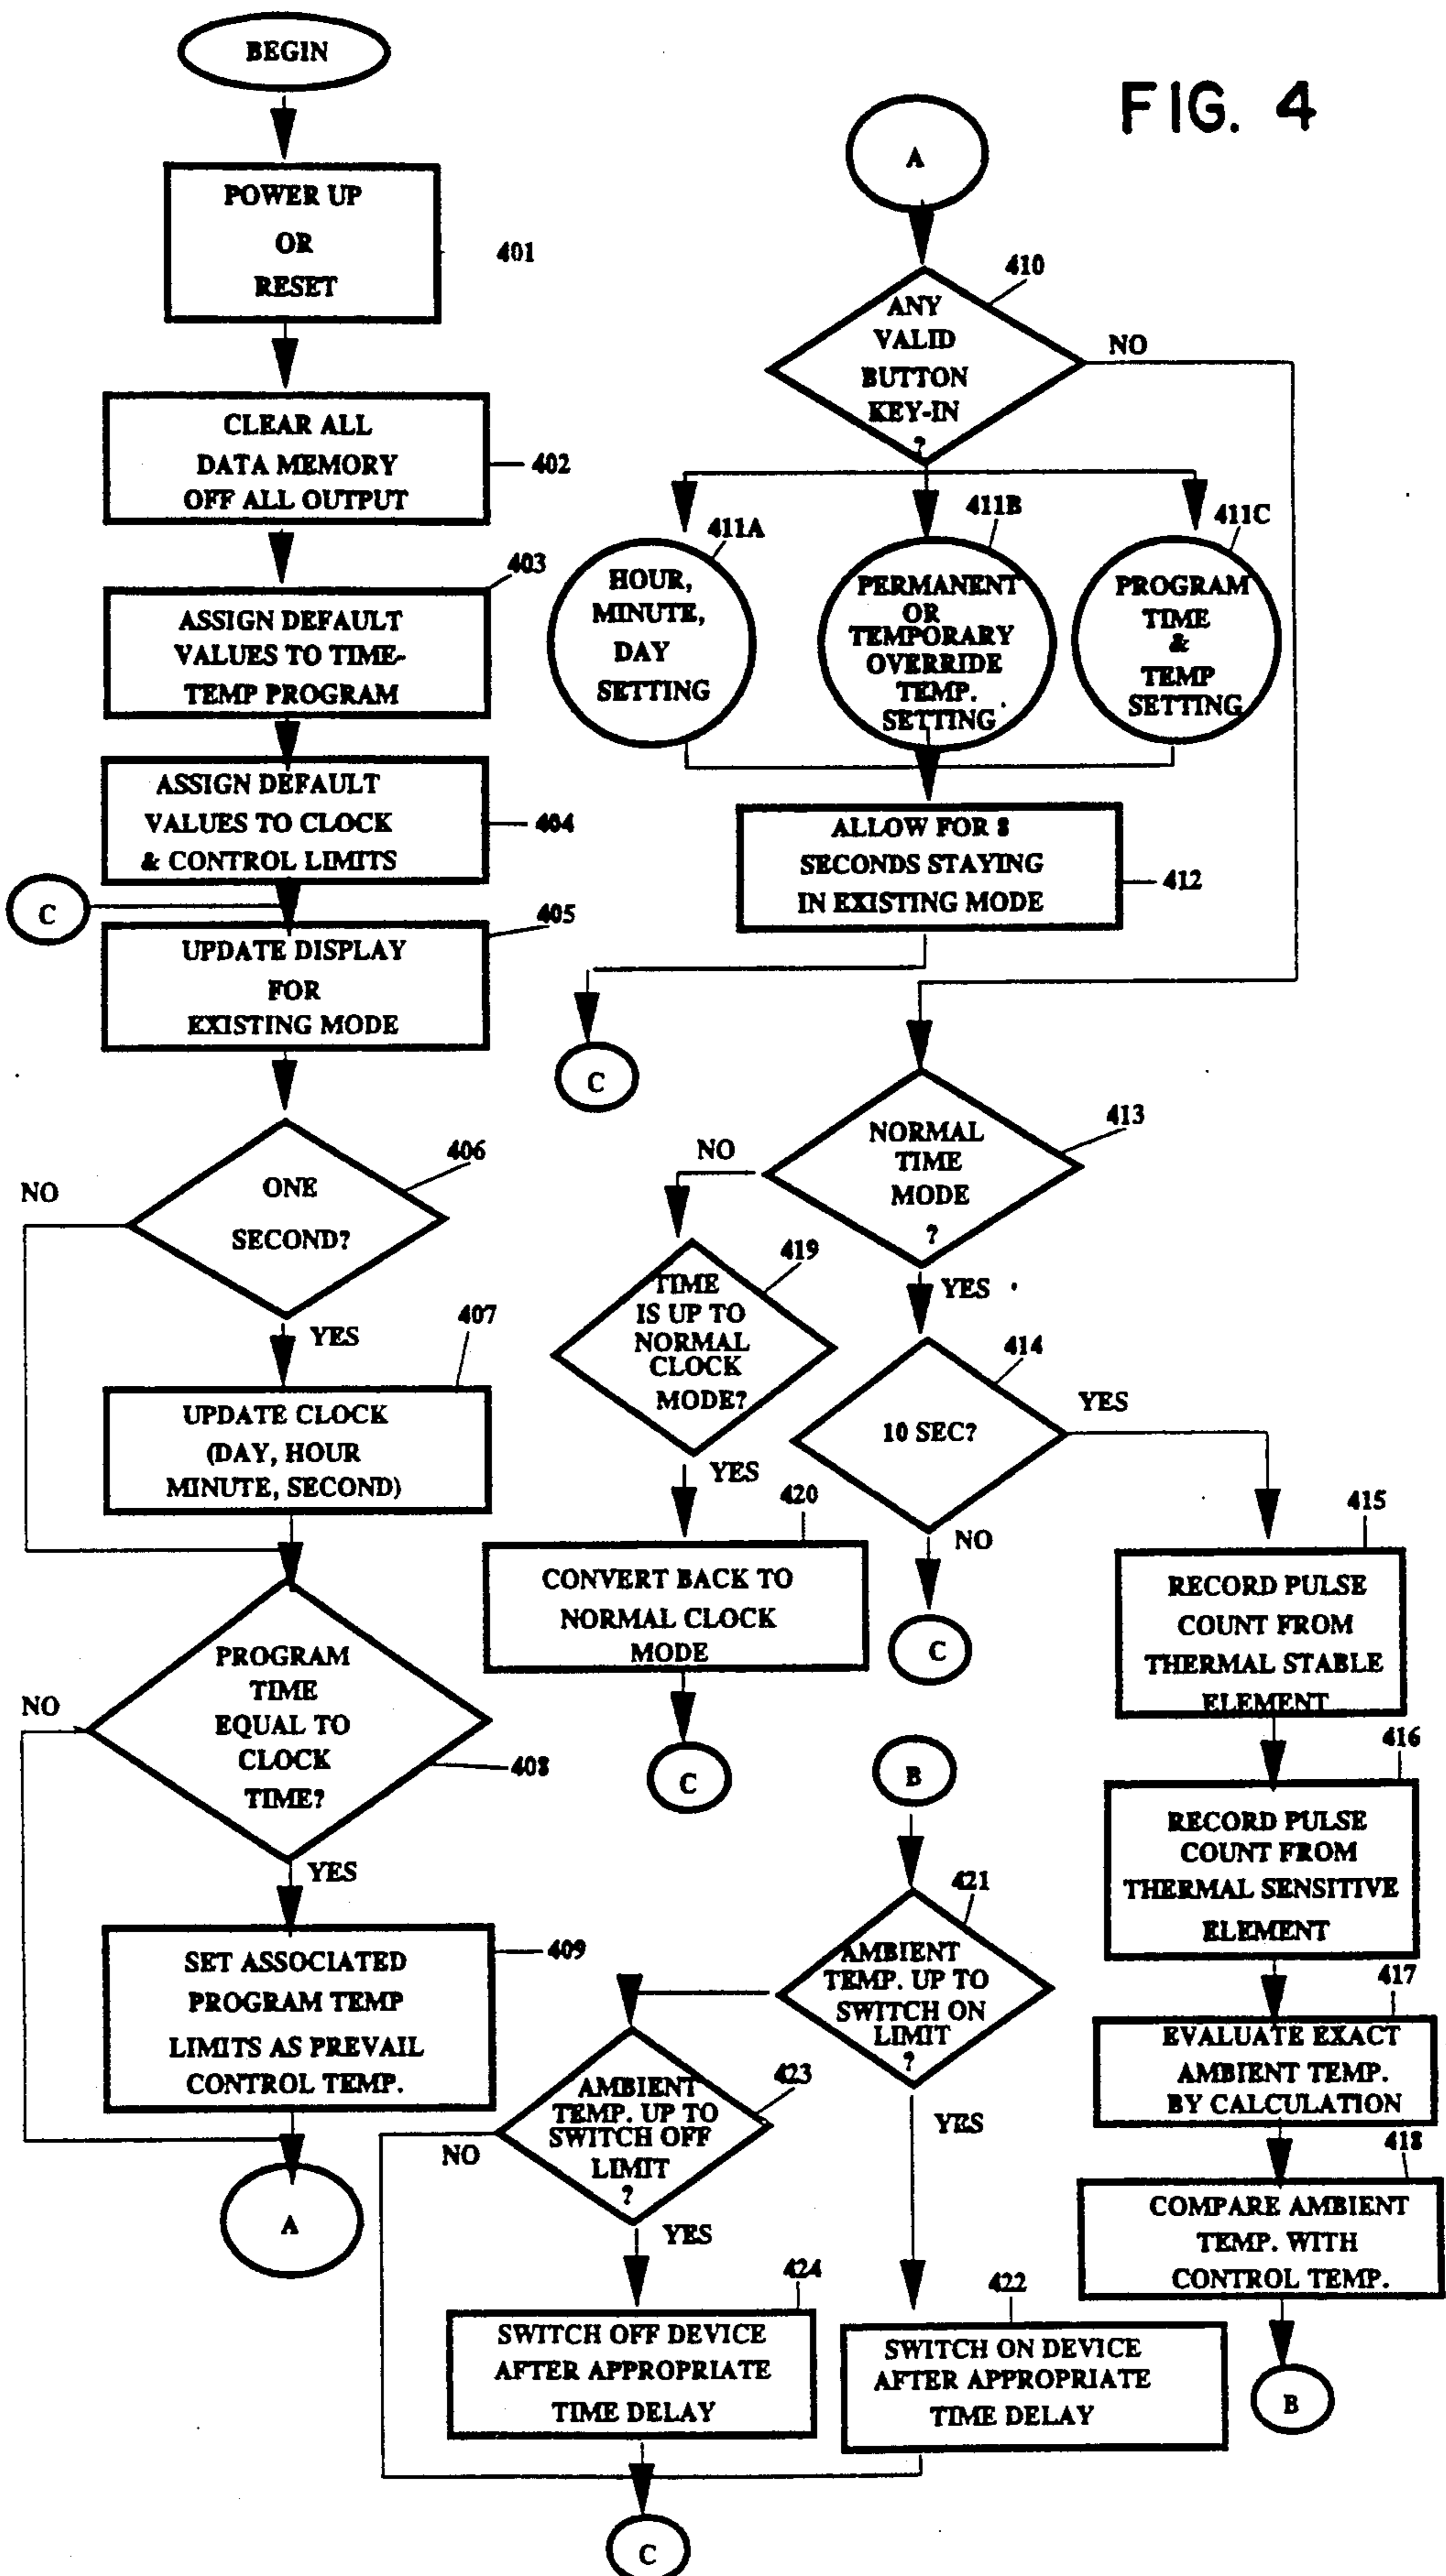 FIG. 4
BEGIN
POWER UP
OR
RESET
401
CLEAR ALL
DATA MEMORY
OFF ALL OUTPUT
402
403
ASSIGN DEFAULT
VALUES TO TIME-
TEMP PROGRAM
ASSIGN DEFAULT
VALUES TO CLOCK
& CONTROL LIMITS
404
C
405
UPDATE DISPLAY
FOR
EXISTING MODE
406
ONE
SECOND?
NO
YES
407
UPDATE CLOCK
(DAY, HOUR
MINUTE, SECOND)
PROGRAM
TIME
EQUAL TO
CLOCK
TIME?
408
NO
YES
SET ASSOCIATED
PROGRAM TEMP
LIMITS AS PREVAIL
CONTROL TEMP.
409
A
A
410
ANY
VALID
BUTTON
KEY-IN
?
NO
411A
HOUR,
MINUTE,
DAY
SETTING
411B
PERMANENT
OR
TEMPORARY
OVERRIDE
TEMP.
SETTING
411C
PROGRAM
TIME
&
TEMP
SETTING
ALLOW FOR 8
SECONDS STAYING
IN EXISTING MODE
412
C
413
NORMAL
TIME
MODE
?
NO
YES
419
TIME
IS UP TO
NORMAL
CLOCK
MODE?
YES
420
CONVERT BACK TO
NORMAL CLOCK
MODE
C
414
10 SEC?
YES
NO
C
415
RECORD PULSE
COUNT FROM
THERMAL STABLE
ELEMENT
416
RECORD PULSE
COUNT FROM
THERMAL SENSITIVE
ELEMENT
417
EVALUATE EXACT
AMBIENT TEMP.
BY CALCULATION
418
COMPARE AMBIENT
TEMP. WITH
CONTROL TEMP.
B
B
421
AMBIENT
TEMP. UP TO
SWITCH ON
LIMIT
?
YES
423
AMBIENT
TEMP. UP TO
SWITCH OFF
LIMIT
?
NO
YES
424
SWITCH OFF DEVICE
AFTER APPROPRIATE
TIME DELAY
422
SWITCH ON DEVICE
AFTER APPROPRIATE
TIME DELAY
C